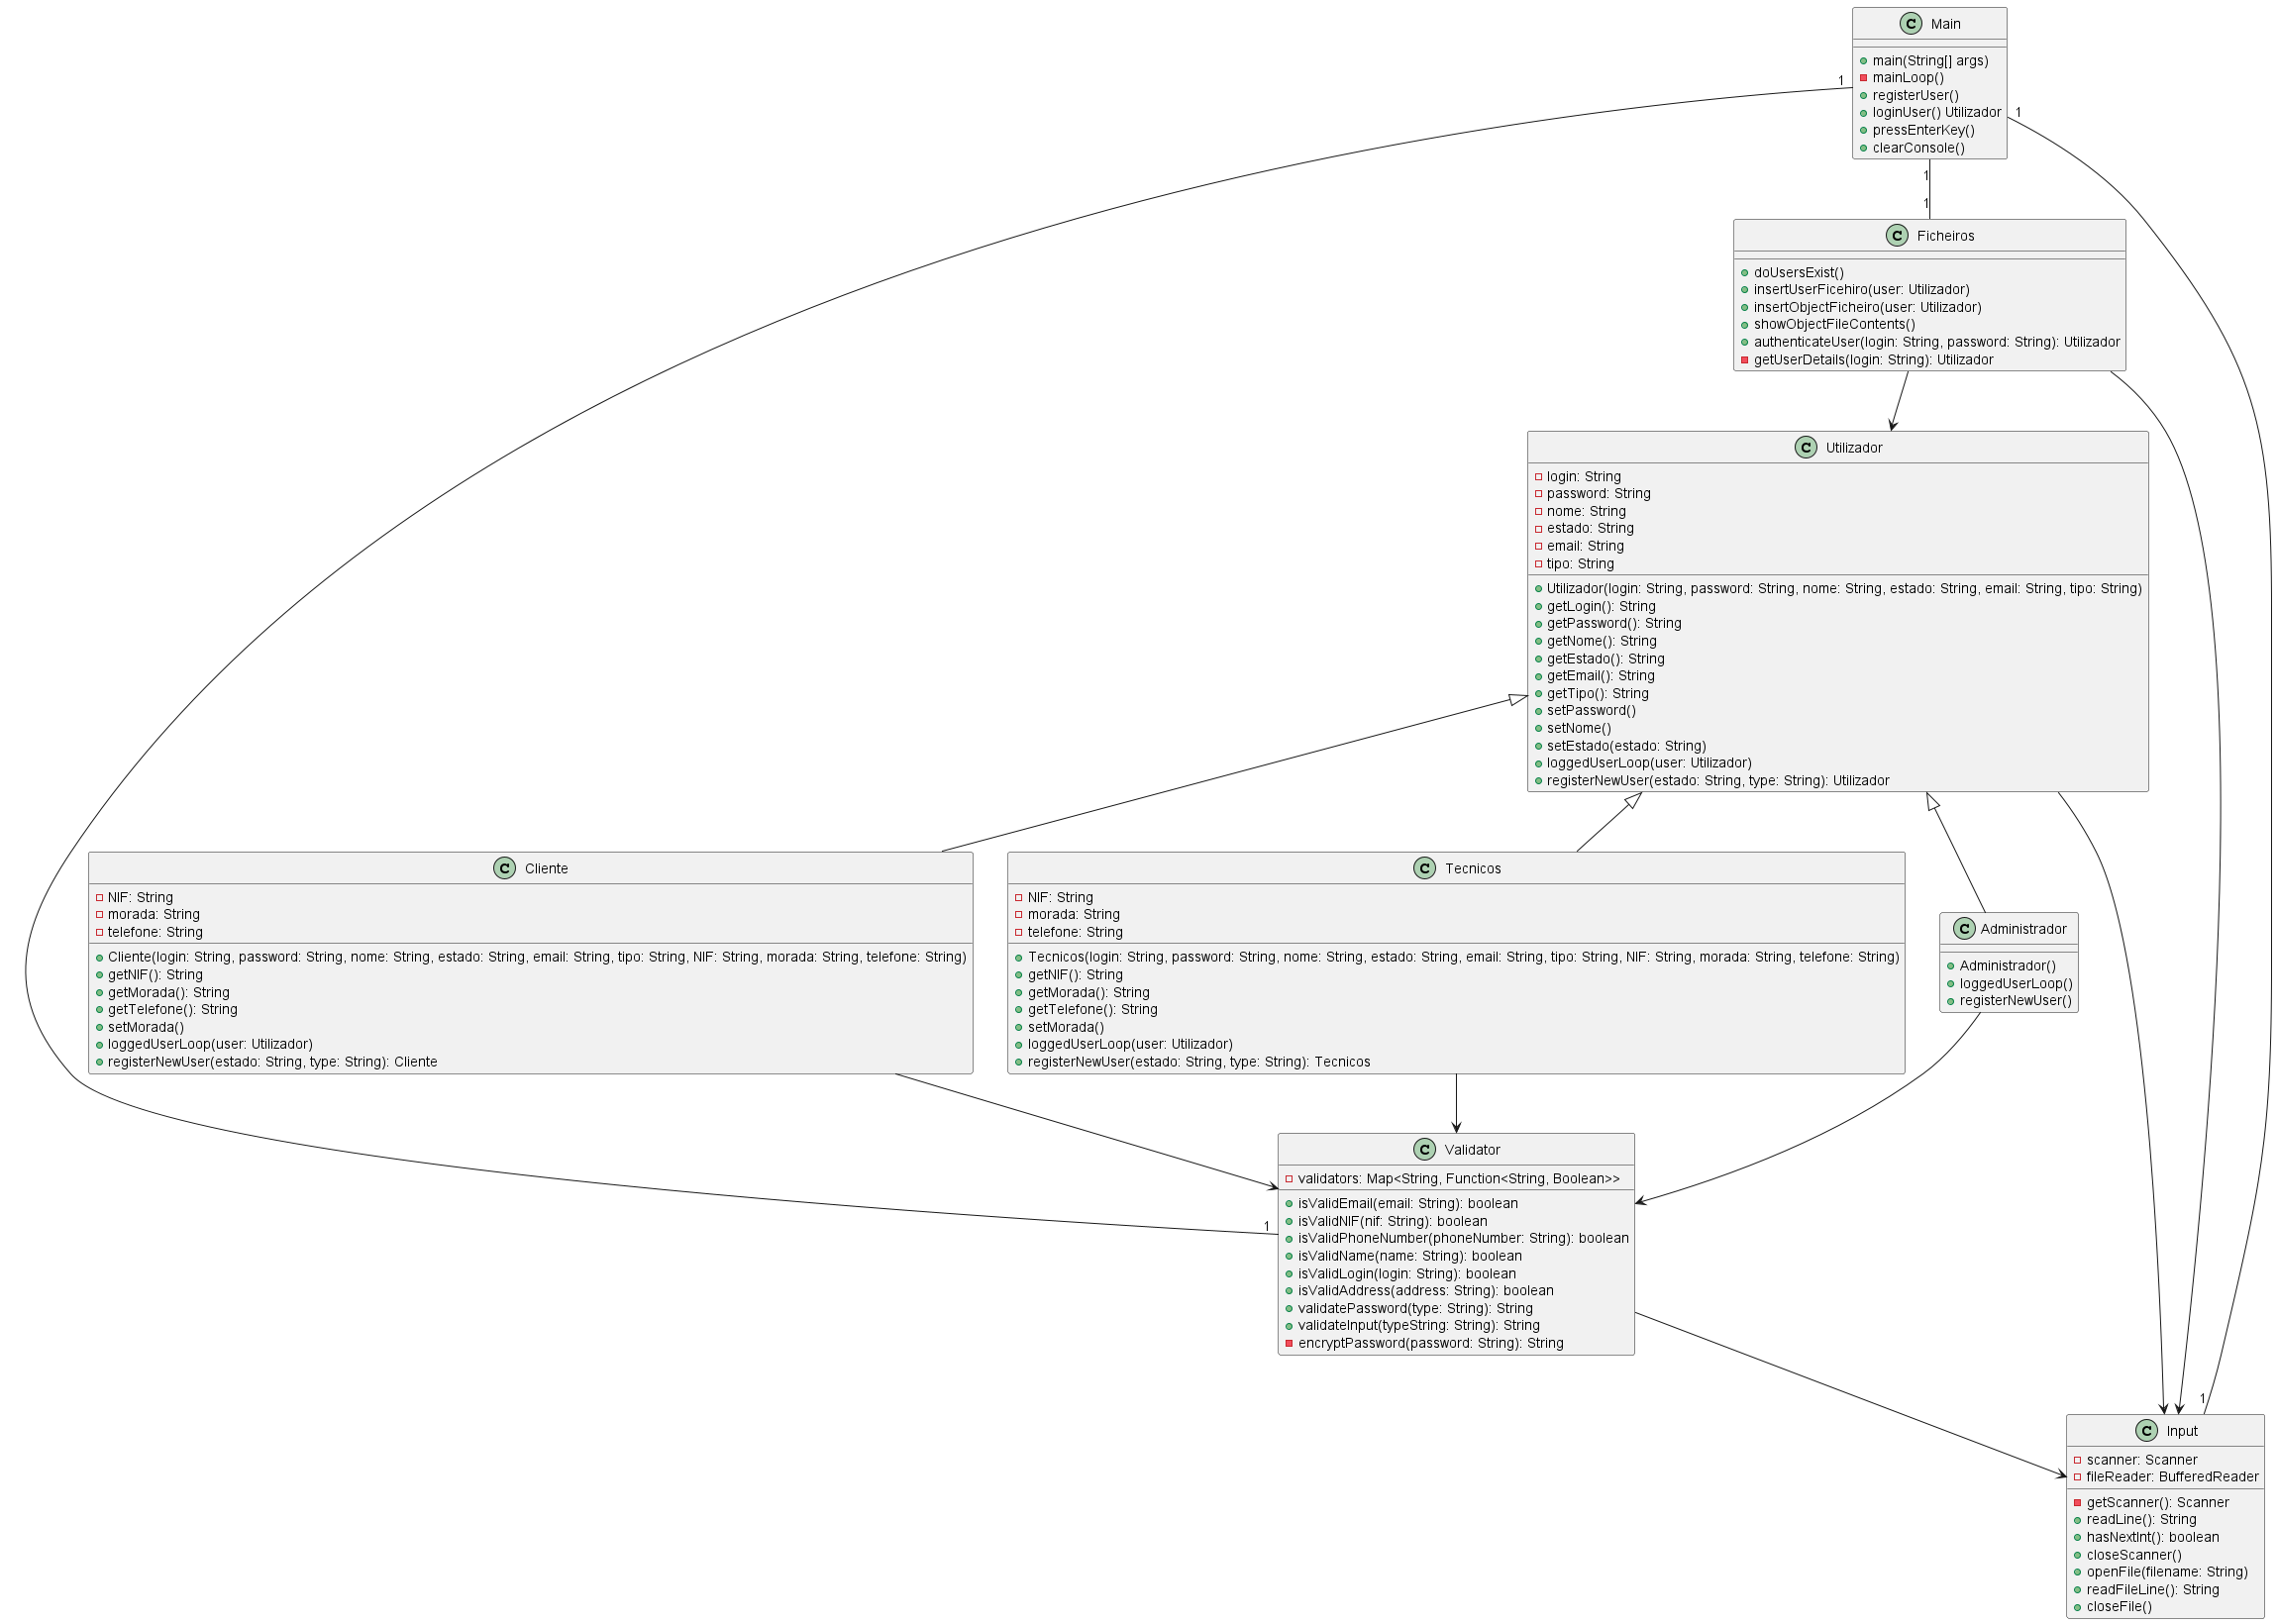 C Main
main(String[] args)
mainLoop()
registerUser()
loginUser() Utilizador
pressEnterKey()
clearConsole()
1
1
1
1
C Ficheiros
doUsersExist()
insertUserFicehiro(user: Utilizador)
insertObjectFicheiro(user: Utilizador)
showObjectFileContents()
authenticateUser(login: String, password: String): Utilizador
getUserDetails(login: String): Utilizador
C Utilizador
login: String
password: String
nome: String
estado: String
email: String
tipo: String
Utilizador(login: String, password: String, nome: String, estado: String, email: String, tipo: String)
getLogin(): String
getPassword(): String
getNome(): String
getEstado(): String
getEmail(): String
getTipo(): String
setPassword()
setNome()
setEstado(estado: String)
loggedUserLoop(user: Utilizador)
registerNewUser(estado: String, type: String): Utilizador
C Cliente
NIF: String
morada: String
telefone: String
Cliente(login: String, password: String, nome: String, estado: String, email: String, tipo: String, NIF: String, morada: String, telefone: String)
getNIF(): String
getMorada(): String
getTelefone(): String
setMorada()
loggedUserLoop(user: Utilizador)
registerNewUser(estado: String, type: String): Cliente
C Tecnicos
NIF: String
morada: String
telefone: String
Tecnicos(login: String, password: String, nome: String, estado: String, email: String, tipo: String, NIF: String, morada: String, telefone: String)
getNIF(): String
getMorada(): String
getTelefone(): String
setMorada()
loggedUserLoop(user: Utilizador)
registerNewUser(estado: String, type: String): Tecnicos
C Administrador
Administrador()
loggedUserLoop()
registerNewUser()
C Validator
validators: Map<String, Function<String, Boolean>>
isValidEmail(email: String): boolean
isValidNIF(nif: String): boolean
isValidPhoneNumber(phoneNumber: String): boolean
isValidName(name: String): boolean
isValidLogin(login: String): boolean
isValidAddress(address: String): boolean
validatePassword(type: String): String
validateInput(typeString: String): String
encryptPassword(password: String): String
1
1
C Input
scanner: Scanner
fileReader: BufferedReader
getScanner(): Scanner
readLine(): String
hasNextInt(): boolean
closeScanner()
openFile(filename: String)
readFileLine(): String
closeFile()